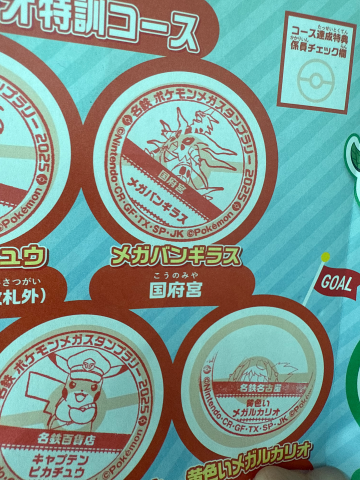 オ特訓コース
コース達点特典
係員チェック欄
名鉄 ポケモンメガスタンプラリー2025
国府宮
メガバンギラス
©Nintendo・CR・GF・TX・SP・JK ©Pokémon
©Pokémon
ュウ
メガバンギラス
さつがい
札外)
こうのみや
国府宮
GOAL
名鉄 ポケモンメガスタンプラリー2025
名鉄百貨店
キャプテン
ピカチュウ
©Pokémon
名鉄名古屋
黄色い
メガルカリオ
CR・GF・TX・SP・JK
黄色いメガルカリオ